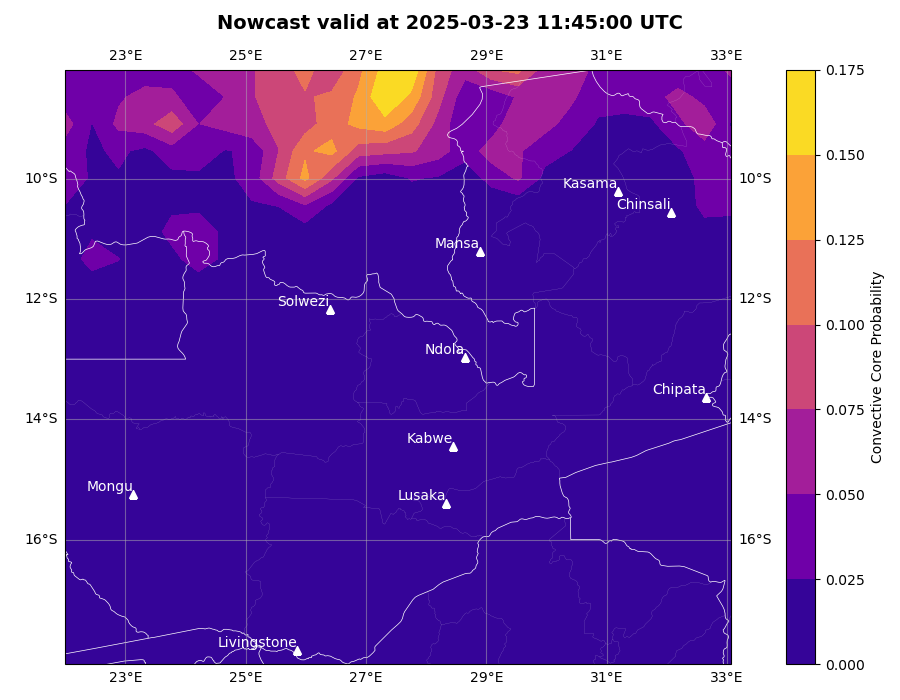 Nowcast valid at 2025-03-23 11:45:00 UTC
23°E 25°E 27°E 29°E 31°E 33°E
0.175
0.150
10°S Kasama 10°S
Chinsali
0.125
Mansa
12°S 12°S
Solwezi
0.100
Ndola
Convective Core Probability
Chipata
0.075
14°S 14°S
Kabwe
Mongu
Lusaka
0.050
16°S 16°S
0.025
Livingstone
0.000
23°E 25°E 27°E 29°E 31°E 33°E